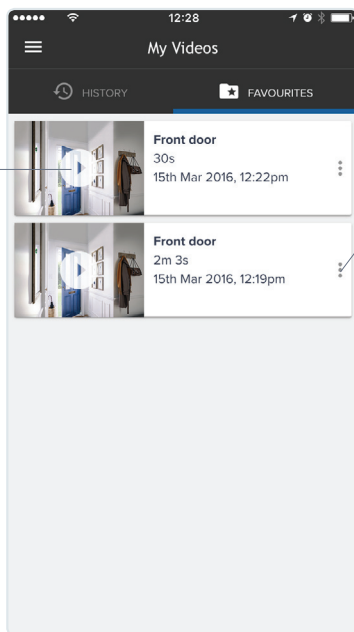 12:28
My Videos
HISTORY
FAVOURITES
Front door
30s
15th Mar 2016, 12:22pm
Front door
2m 3s
15th Mar 2016, 12:19pm